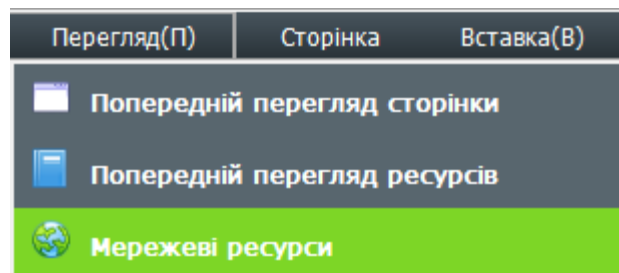 Перегляд(П) Сторінка Вставка(В)
Попередній перегляд сторінки
Попередній перегляд ресурсів
Мережеві ресурси